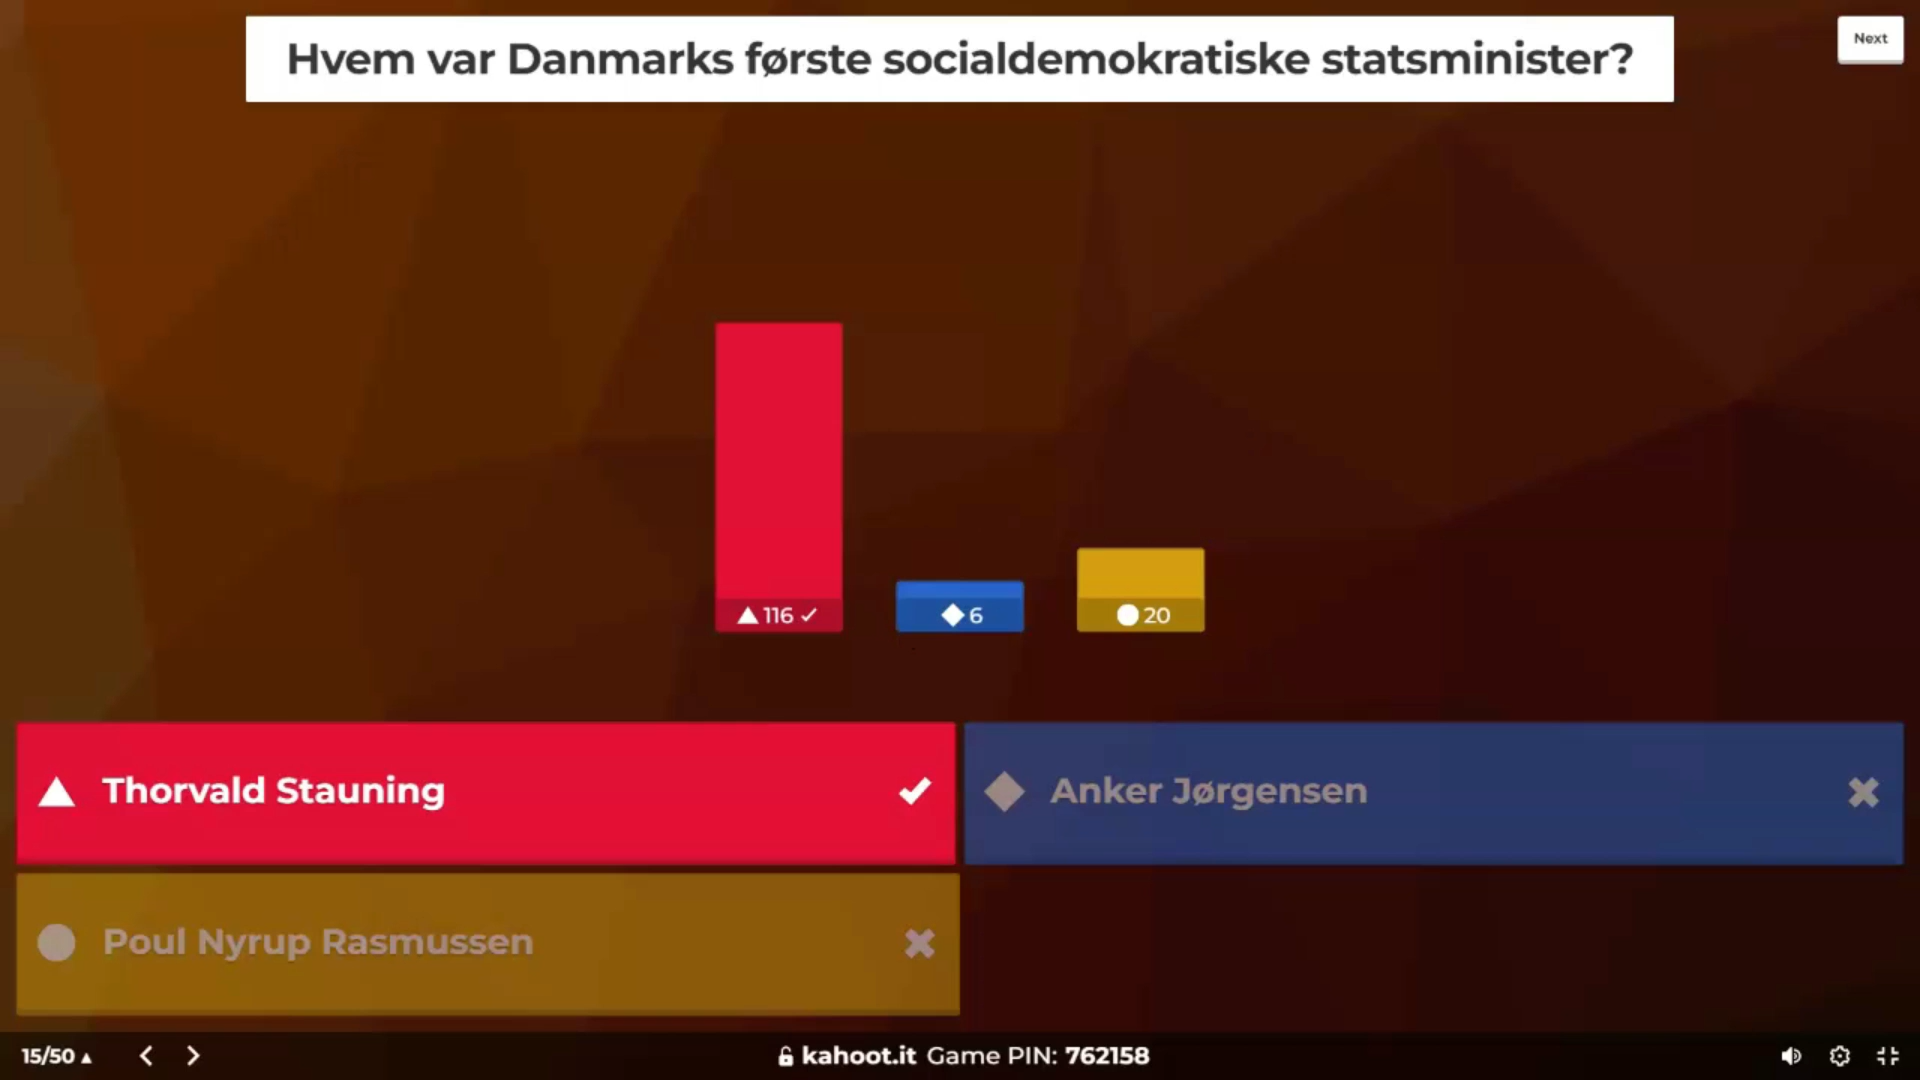 Hvem var Danmarks første socialdemokratiske statsminister?
Next
116
6
20
Thorvald Stauning
Anker Jørgensen
Poul Nyrup Rasmussen
15/50
kahoot.it Game PIN: 762158